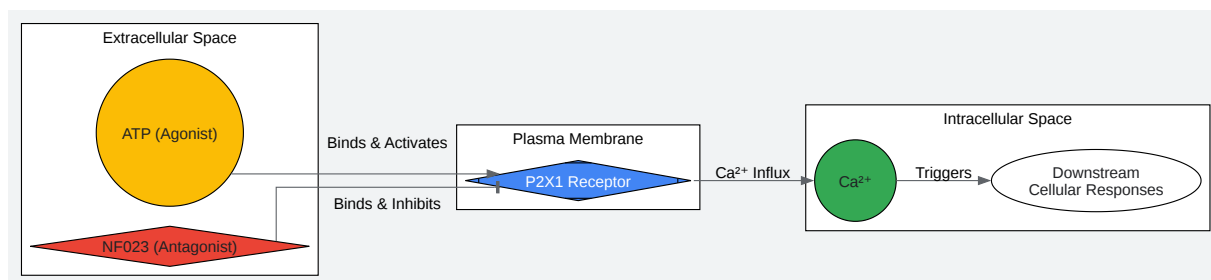 Extracellular Space
ATP (Agonist)
NF023 (Antagonist)
Binds & Activates
Binds & Inhibits
Plasma Membrane
P2X1 Receptor
Ca²⁺ Influx
Intracellular Space
Ca²⁺
Triggers
Downstream
Cellular Responses